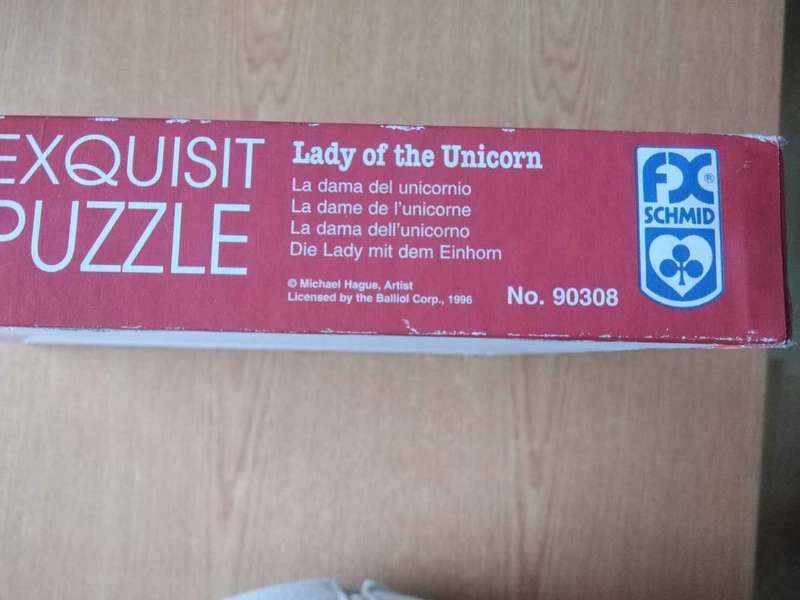 EXQUISIT
PUZZLE
Lady of the Unicorn
La dama del unicornio
La dame de l'unicorne
La dama dell'unicorno
Die Lady mit dem Einhorn
© Michael Hague, Artist
Licensed by the Balliol Corp., 1996
No. 90308
FX®
SCHMID